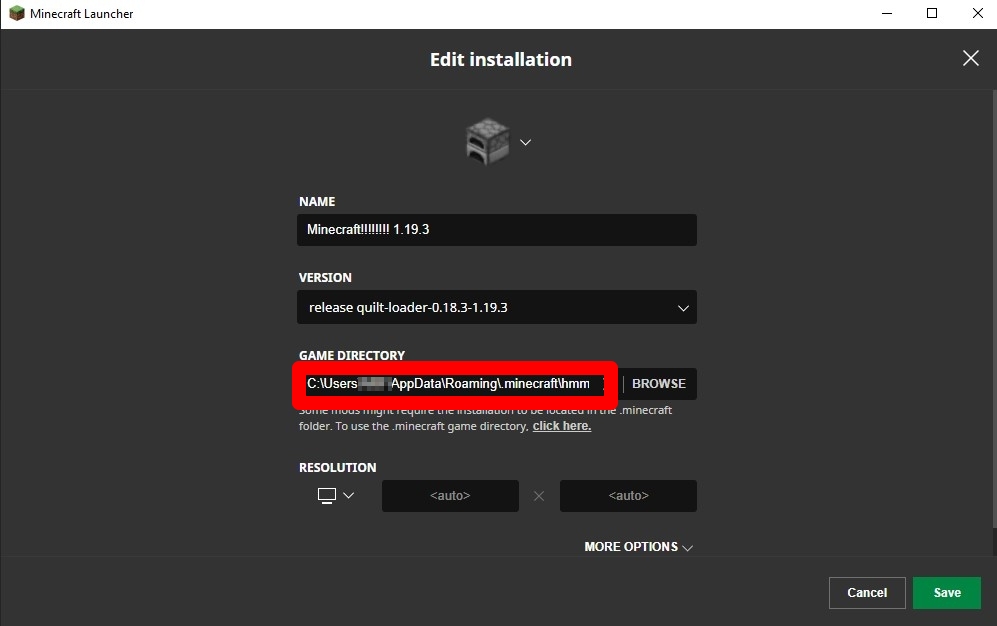 Minecraft Launcher
Edit installation
NAME
Minecraft!!!!!!!! 1.19.3
VERSION
release quilt-loader-0.18.3-1.19.3
GAME DIRECTORY
C:\Users AppData\Roaming\.minecraft\hmm
BROWSE
Some mods might require the installation to be located in the .minecraft
folder. To use the .minecraft game directory, click here.
RESOLUTION
<auto> <auto>
MORE OPTIONS
Cancel Save